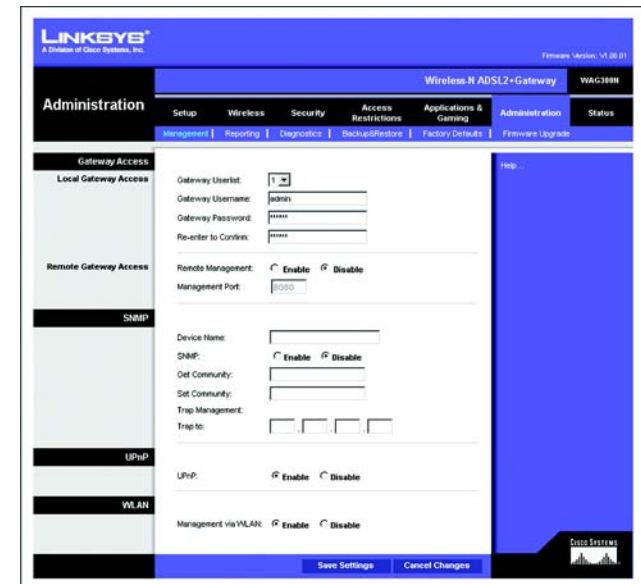 LINKSYS®
A Division of Cisco Systems, Inc.
Firmware Version: V1.00.01
Wireless-N ADSL2+Gateway WAG300N
Administration
Setup Wireless Security Access Restrictions Applications & Gaming Administration Status
Management | Reporting | Diagnostics | Backup&Restore | Factory Defaults | Firmware Upgrade
Gateway Access
Help...
Local Gateway Access
Gateway Userlist: 1
Gateway Username: admin
Gateway Password: ******
Re-enter to Confirm: ******
Remote Gateway Access
Remote Management: Enable Disable
Management Port: 8080
SNMP
Device Name:
SNMP: Enable Disable
Get Community:
Set Community:
Trap Management:
Trap to: . . .
UPnP
UPnP: Enable Disable
WLAN
Management via WLAN: Enable Disable
Save Settings Cancel Changes
CISCO SYSTEMS